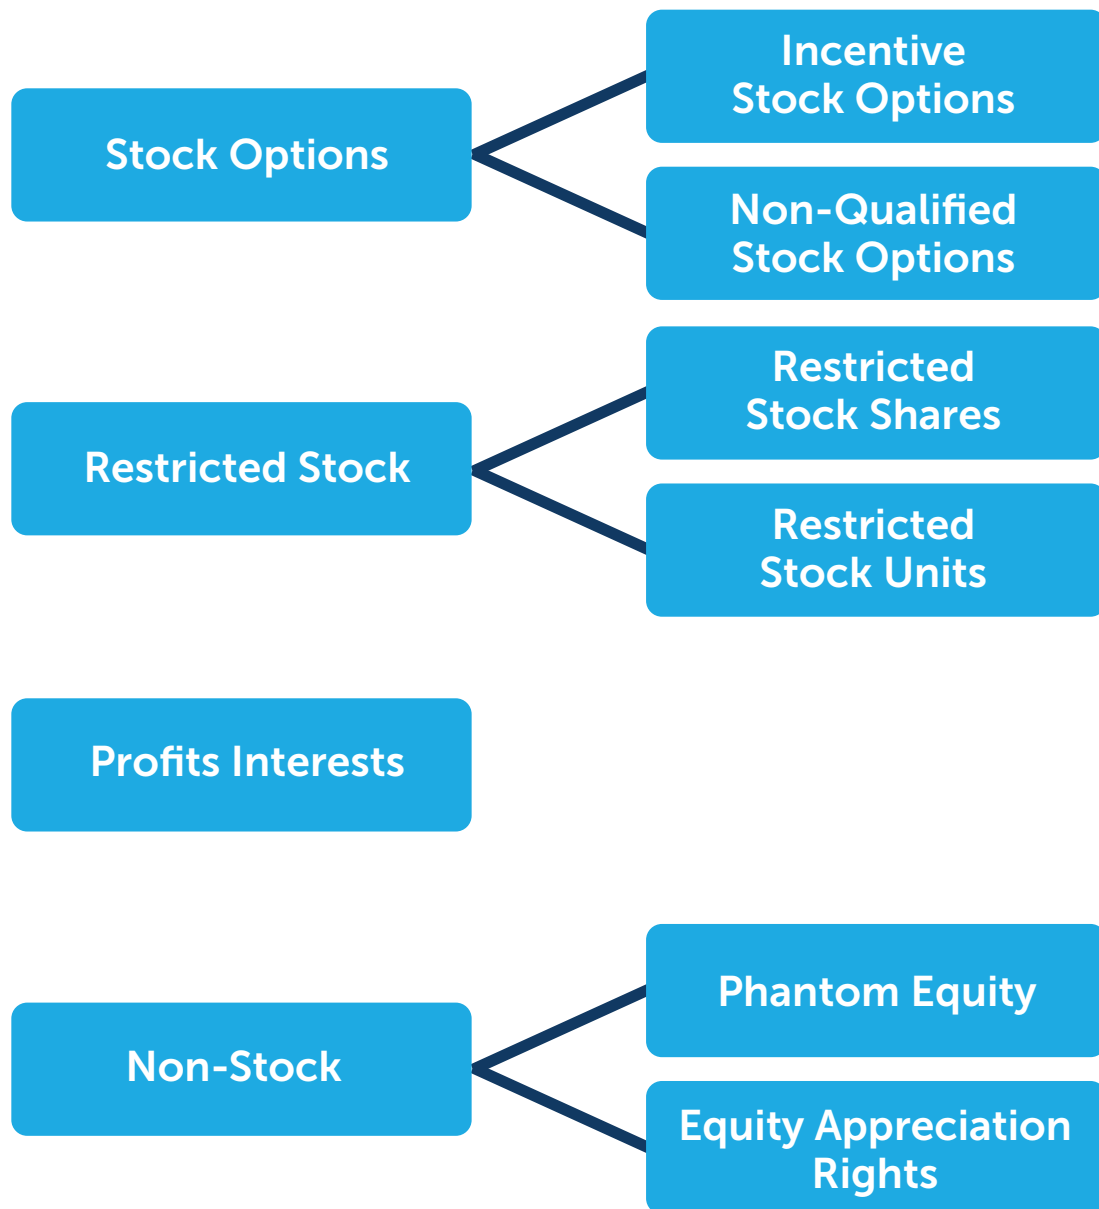 Stock Options
Incentive
Stock Options
Non-Qualified
Stock Options
Restricted Stock
Restricted
Stock Shares
Restricted
Stock Units
Profits Interests
Non-Stock
Phantom Equity
Equity Appreciation
Rights